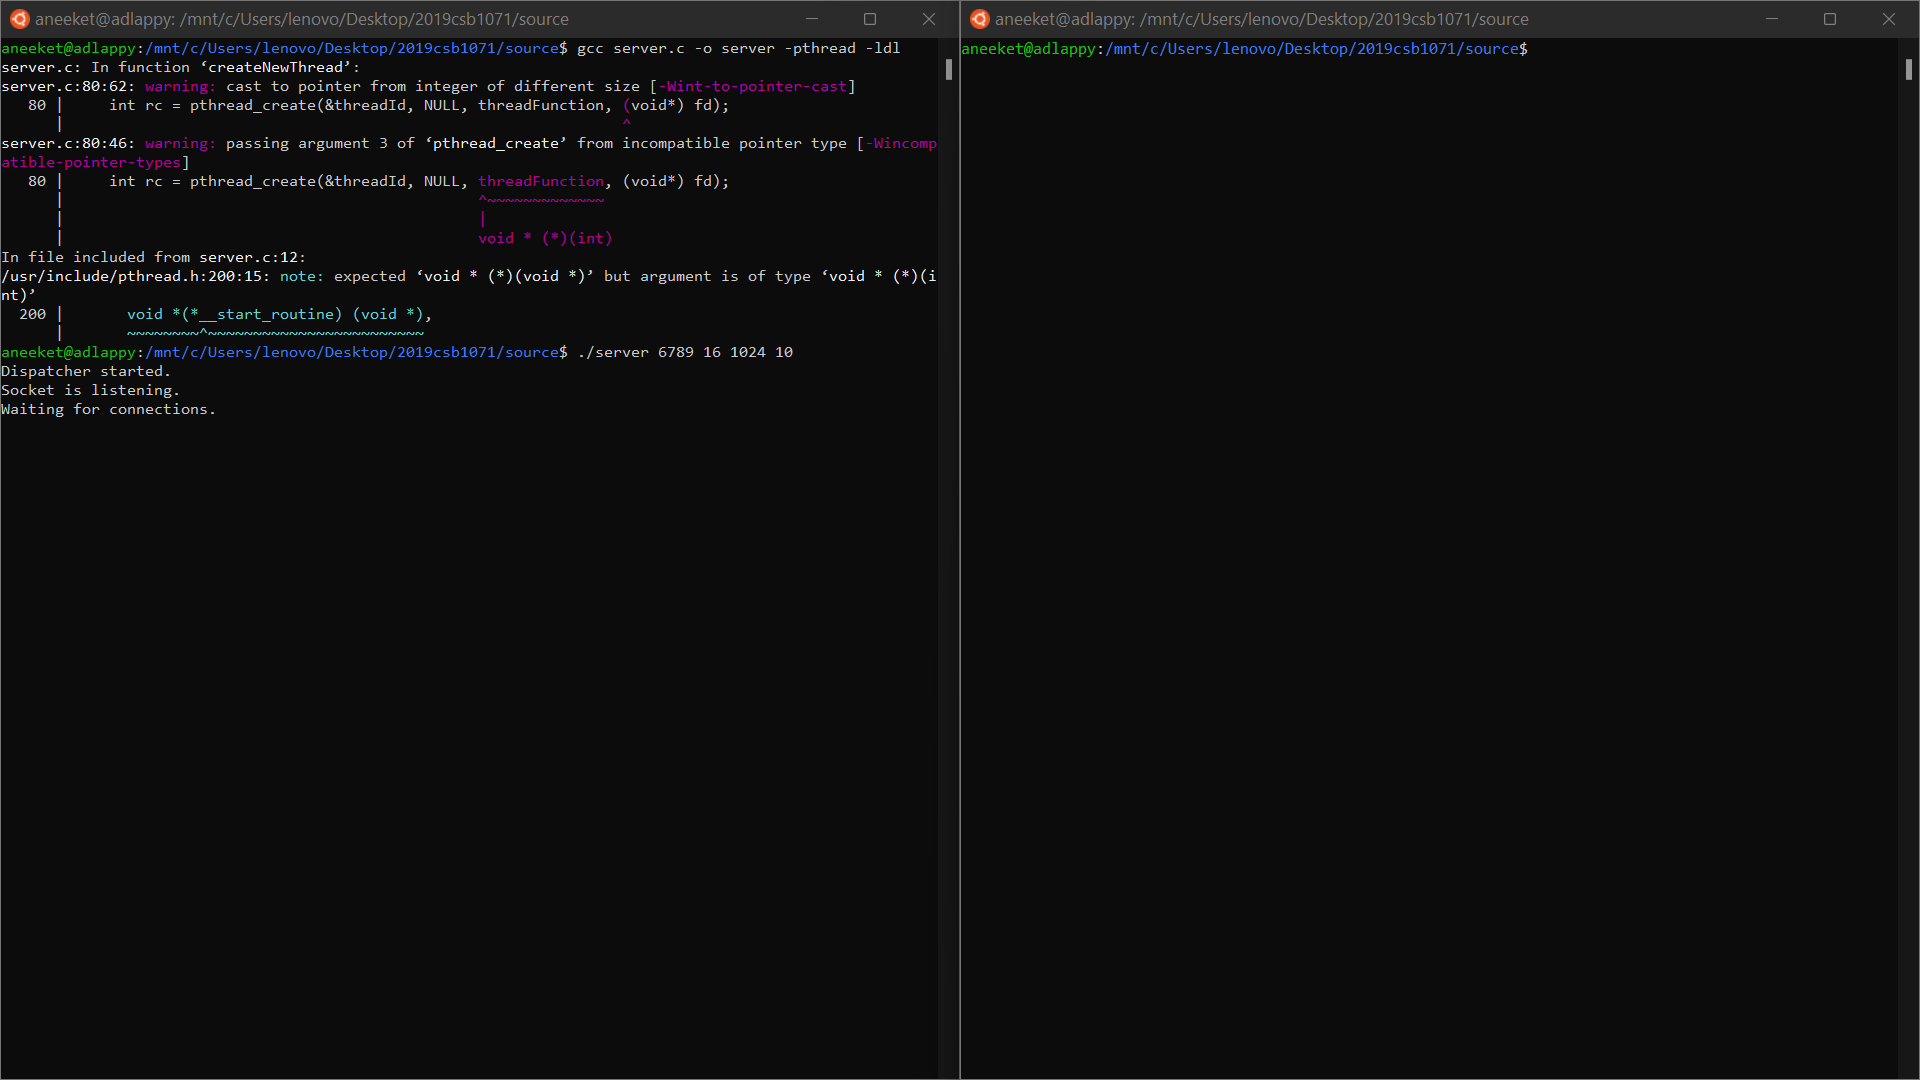 aneeket@adlappy: /mnt/c/Users/lenovo/Desktop/2019csb1071/source
aneeket@adlappy:/mnt/c/Users/lenovo/Desktop/2019csb1071/source$ gcc server.c -o server -pthread -ldl
server.c: In function ‘createNewThread’:
server.c:80:62: warning: cast to pointer from integer of different size [-Wint-to-pointer-cast]
   80 |     int rc = pthread_create(&threadId, NULL, threadFunction, (void*) fd);
      |                                                              ^
server.c:80:46: warning: passing argument 3 of ‘pthread_create’ from incompatible pointer type [-Wincomp
atible-pointer-types]
   80 |     int rc = pthread_create(&threadId, NULL, threadFunction, (void*) fd);
      |                                              ^~~~~~~~~~~~~~
      |                                              |
      |                                              void * (*)(int)
In file included from server.c:12:
/usr/include/pthread.h:200:15: note: expected ‘void * (*)(void *)’ but argument is of type ‘void * (*)(i
nt)’
  200 |       void *(*__start_routine) (void *),
      |       ~~~~~~~~^~~~~~~~~~~~~~~~~~~~~~~~~
aneeket@adlappy:/mnt/c/Users/lenovo/Desktop/2019csb1071/source$ ./server 6789 16 1024 10
Dispatcher started.
Socket is listening.
Waiting for connections.
aneeket@adlappy: /mnt/c/Users/lenovo/Desktop/2019csb1071/source
aneeket@adlappy:/mnt/c/Users/lenovo/Desktop/2019csb1071/source$